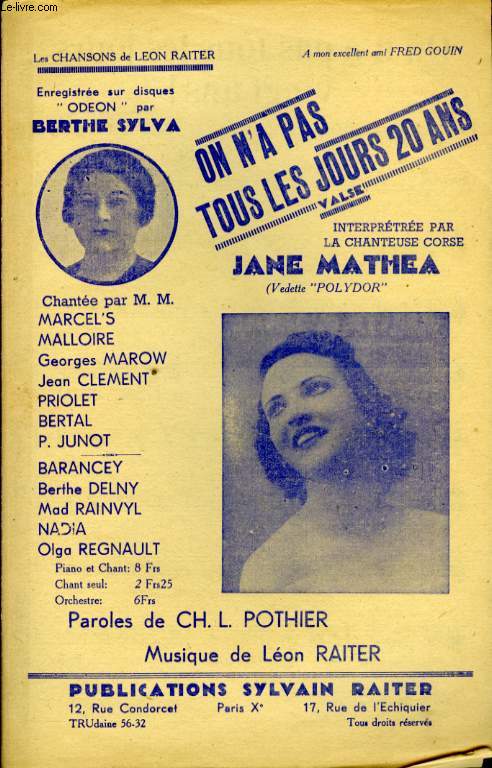 Le-livre.com
Les CHANSONS de LEON RAITER
A mon excellent ami FRED GOUIN
Enregistrée sur disques
" ODEON " par
BERTHE SYLVA
ON N'A PAS
TOUS LES JOURS 20 ANS
VALSE
INTERPRÉTRÉE PAR
LA CHANTEUSE CORSE
JANE MATHEA
(Vedette "POLYDOR"
Chantée par M. M.
MARCEL'S
MALLOIRE
Georges MAROW
Jean CLEMENT
PRIOLET
BERTAL
P. JUNOT
BARANCEY
Berthe DELNY
Mad RAINVYL
NADIA
Olga REGNAULT
Piano et Chant: 8 Frs
Chant seul: 2 Frs25
Orchestre: 6Frs
Paroles de CH. L. POTHIER
Musique de Léon RAITER
PUBLICATIONS SYLVAIN RAITER
12, Rue Condorcet Paris Xe 17, Rue de l'Echiquier
TRUdaine 56-32 Tous droits réservés